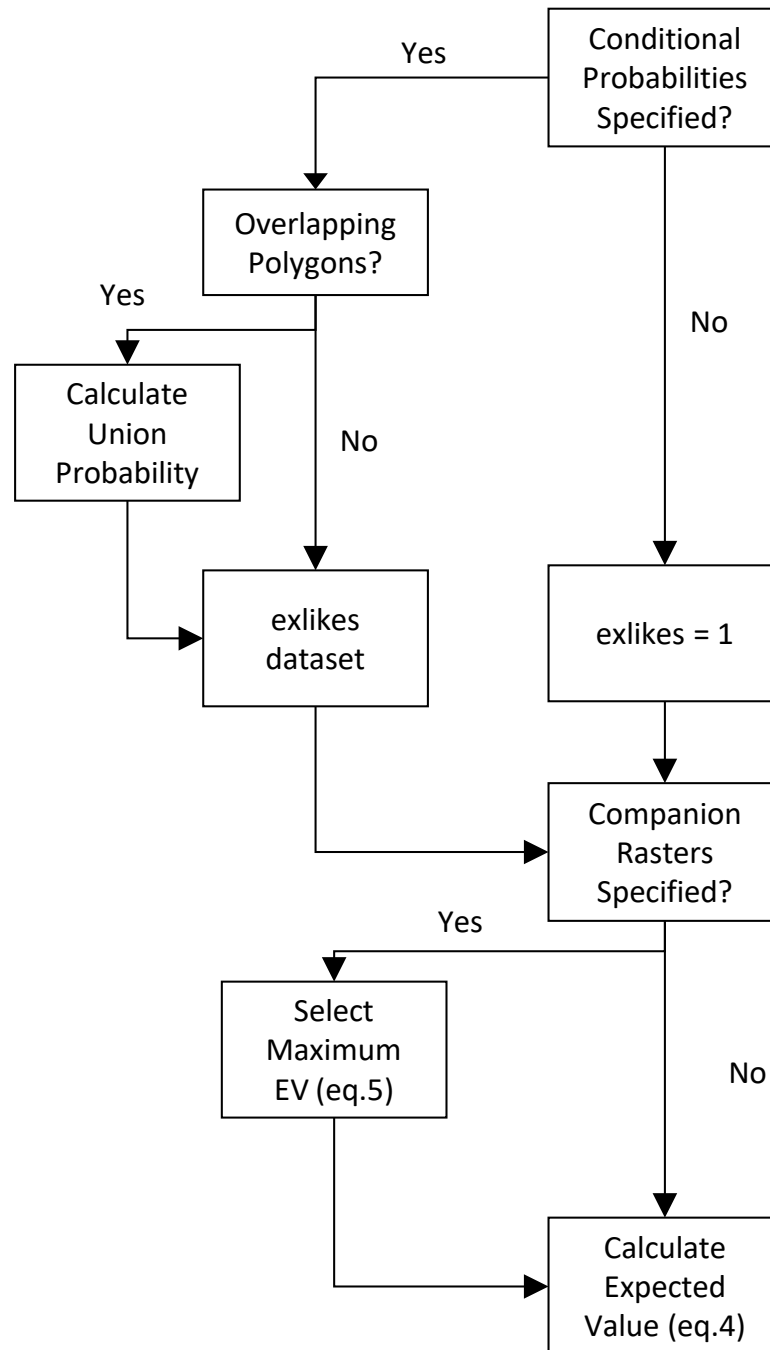 Conditional
Probabilities
Specified?
Yes
Overlapping
Polygons?
Yes
No
Calculate
Union
Probability
No
exlikes
dataset
exlikes = 1
Companion
Rasters
Specified?
Yes
Select
Maximum
EV (eq.5)
No
Calculate
Expected
Value (eq.4)